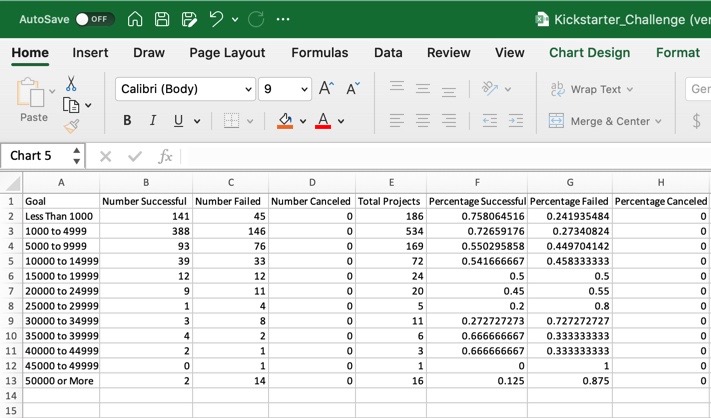 AutoSave OFF ... Kickstarter_Challenge (ver
Home Insert Draw Page Layout Formulas Data Review View Chart Design Format
Paste Calibri (Body) 9 A^ A˅ ab Wrap Text Ger
B I U A Merge & Center $
Chart 5 fx
A B C D E F G H
1 Goal Number Successful Number Failed Number Canceled Total Projects Percentage Successful Percentage Failed Percentage Canceled
2 Less Than 1000 141 45 0 186 0.758064516 0.241935484 0
3 1000 to 4999 388 146 0 534 0.72659176 0.27340824 0
4 5000 to 9999 93 76 0 169 0.550295858 0.449704142 0
5 10000 to 14999 39 33 0 72 0.541666667 0.458333333 0
6 15000 to 19999 12 12 0 24 0.5 0.5 0
7 20000 to 24999 9 11 0 20 0.45 0.55 0
8 25000 to 29999 1 4 0 5 0.2 0.8 0
9 30000 to 34999 3 8 0 11 0.272727273 0.727272727 0
10 35000 to 39999 4 2 0 6 0.666666667 0.333333333 0
11 40000 to 44999 2 1 0 3 0.666666667 0.333333333 0
12 45000 to 49999 0 1 0 1 0 1 0
13 50000 or More 2 14 0 16 0.125 0.875 0
14
15